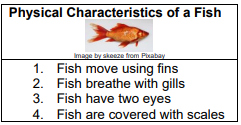 Physical Characteristics of a Fish
Image by skeeze from Pixabay
1. Fish move using fins
2. Fish breathe with gills
3. Fish have two eyes
4. Fish are covered with scales